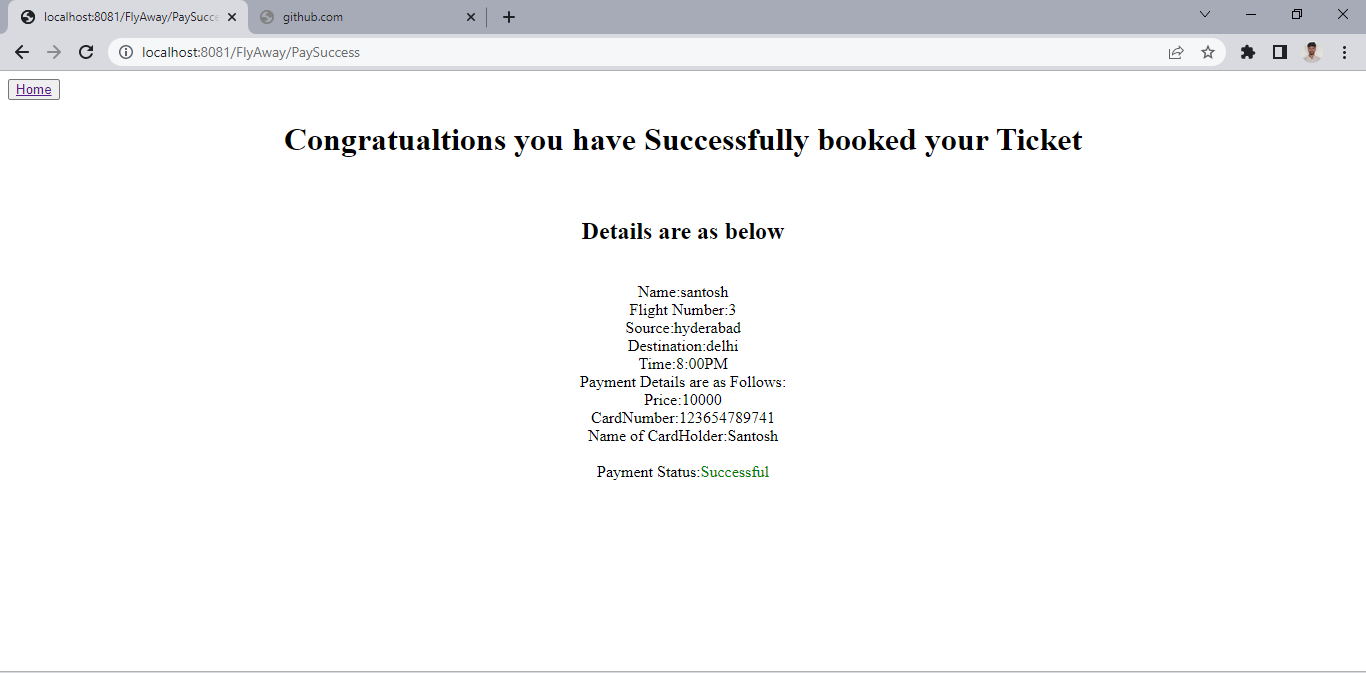 localhost:8081/FlyAway/PaySucce
github.com
localhost:8081/FlyAway/PaySuccess
Home
Congratualtions you have Successfully booked your Ticket
Details are as below
Name:santosh
Flight Number:3
Source:hyderabad
Destination:delhi
Time:8:00PM
Payment Details are as Follows:
Price:10000
CardNumber:123654789741
Name of CardHolder:Santosh
Payment Status:Successful